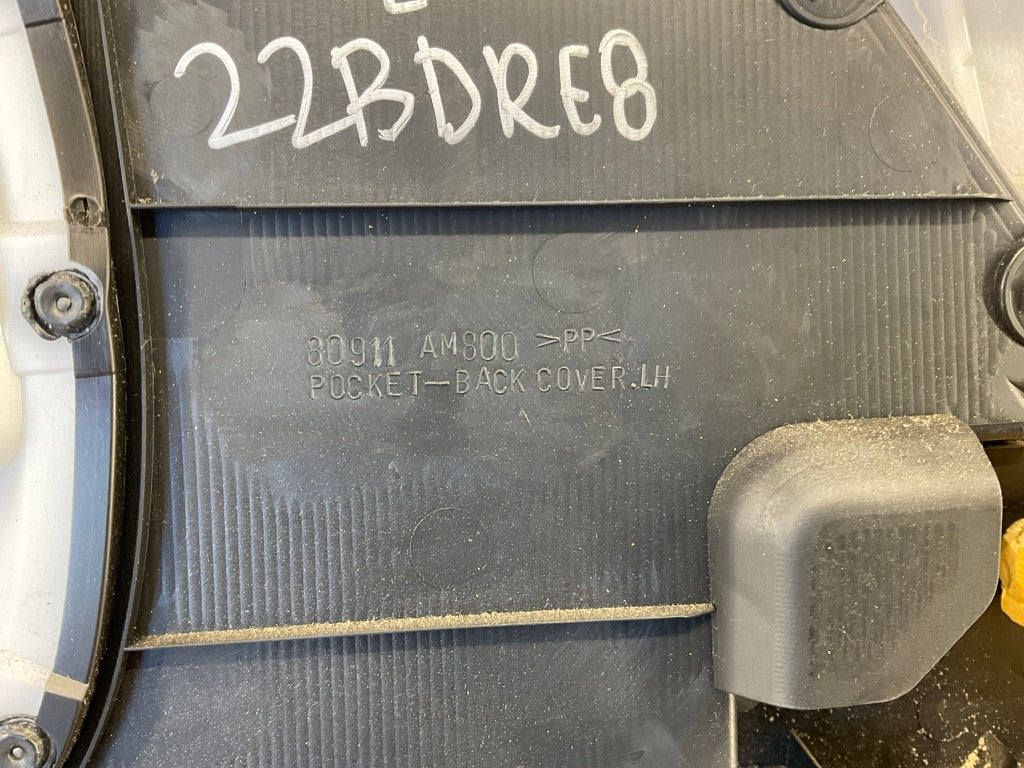 22BDRE8
80911 AM800 >PP<
POCKET-BACK COVER.LH